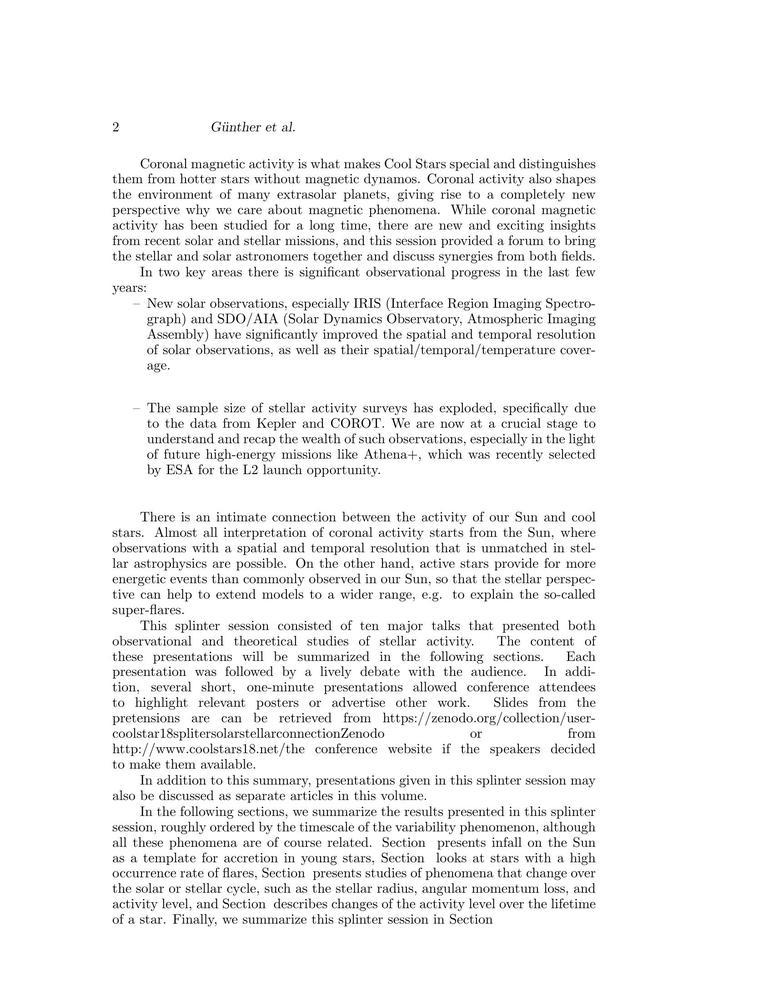 2 Günther et al.
Coronal magnetic activity is what makes Cool Stars special and distinguishes
them from hotter stars without magnetic dynamos. Coronal activity also shapes
the environment of many extrasolar planets, giving rise to a completely new
perspective why we care about magnetic phenomena. While coronal magnetic
activity has been studied for a long time, there are new and exciting insights
from recent solar and stellar missions, and this session provided a forum to bring
the stellar and solar astronomers together and discuss synergies from both fields.
In two key areas there is significant observational progress in the last few
years:
– New solar observations, especially IRIS (Interface Region Imaging Spectro-
graph) and SDO/AIA (Solar Dynamics Observatory, Atmospheric Imaging
Assembly) have significantly improved the spatial and temporal resolution
of solar observations, as well as their spatial/temporal/temperature cover-
age.
– The sample size of stellar activity surveys has exploded, specifically due
to the data from Kepler and COROT. We are now at a crucial stage to
understand and recap the wealth of such observations, especially in the light
of future high-energy missions like Athena+, which was recently selected
by ESA for the L2 launch opportunity.
There is an intimate connection between the activity of our Sun and cool
stars. Almost all interpretation of coronal activity starts from the Sun, where
observations with a spatial and temporal resolution that is unmatched in stel-
lar astrophysics are possible. On the other hand, active stars provide for more
energetic events than commonly observed in our Sun, so that the stellar perspec-
tive can help to extend models to a wider range, e.g. to explain the so-called
super-flares.
This splinter session consisted of ten major talks that presented both
observational and theoretical studies of stellar activity. The content of
these presentations will be summarized in the following sections. Each
presentation was followed by a lively debate with the audience. In addi-
tion, several short, one-minute presentations allowed conference attendees
to highlight relevant posters or advertise other work. Slides from the
pretensions are can be retrieved from https://zenodo.org/collection/user-
coolstar18splitersolarstellarconnectionZenodo or from
http://www.coolstars18.net/the conference website if the speakers decided
to make them available.
In addition to this summary, presentations given in this splinter session may
also be discussed as separate articles in this volume.
In the following sections, we summarize the results presented in this splinter
session, roughly ordered by the timescale of the variability phenomenon, although
all these phenomena are of course related. Section presents infall on the Sun
as a template for accretion in young stars, Section looks at stars with a high
occurrence rate of flares, Section presents studies of phenomena that change over
the solar or stellar cycle, such as the stellar radius, angular momentum loss, and
activity level, and Section describes changes of the activity level over the lifetime
of a star. Finally, we summarize this splinter session in Section